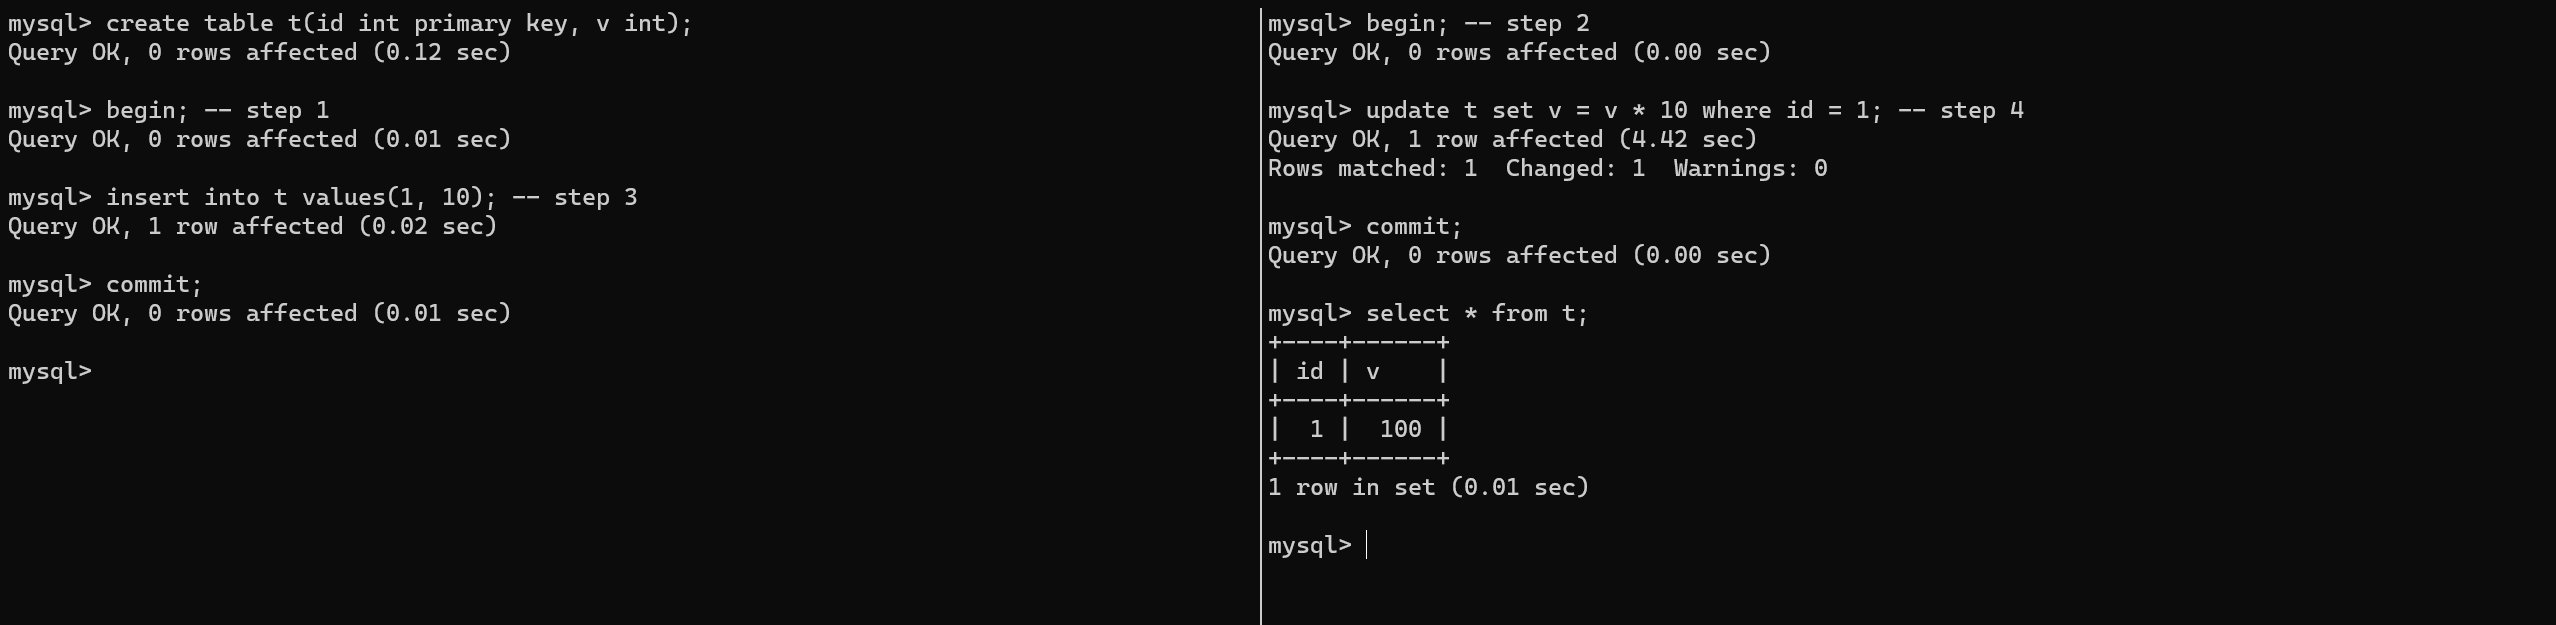 mysql> create table t(id int primary key, v int);
Query OK, 0 rows affected (0.12 sec)
mysql> begin; -- step 1
Query OK, 0 rows affected (0.01 sec)
mysql> insert into t values(1, 10); -- step 3
Query OK, 1 row affected (0.02 sec)
mysql> commit;
Query OK, 0 rows affected (0.01 sec)
mysql>
mysql> begin; -- step 2
Query OK, 0 rows affected (0.00 sec)
mysql> update t set v = v * 10 where id = 1; -- step 4
Query OK, 1 row affected (4.42 sec)
Rows matched: 1  Changed: 1  Warnings: 0
mysql> commit;
Query OK, 0 rows affected (0.00 sec)
mysql> select * from t;
+----+------+
| id | v    |
+----+------+
|  1 |  100 |
+----+------+
1 row in set (0.01 sec)
mysql>